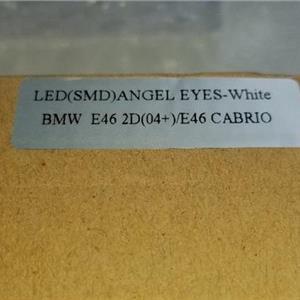 LED(SMD)ANGEL EYES-White
BMW E46 2D(04+)/E46 CABRIO